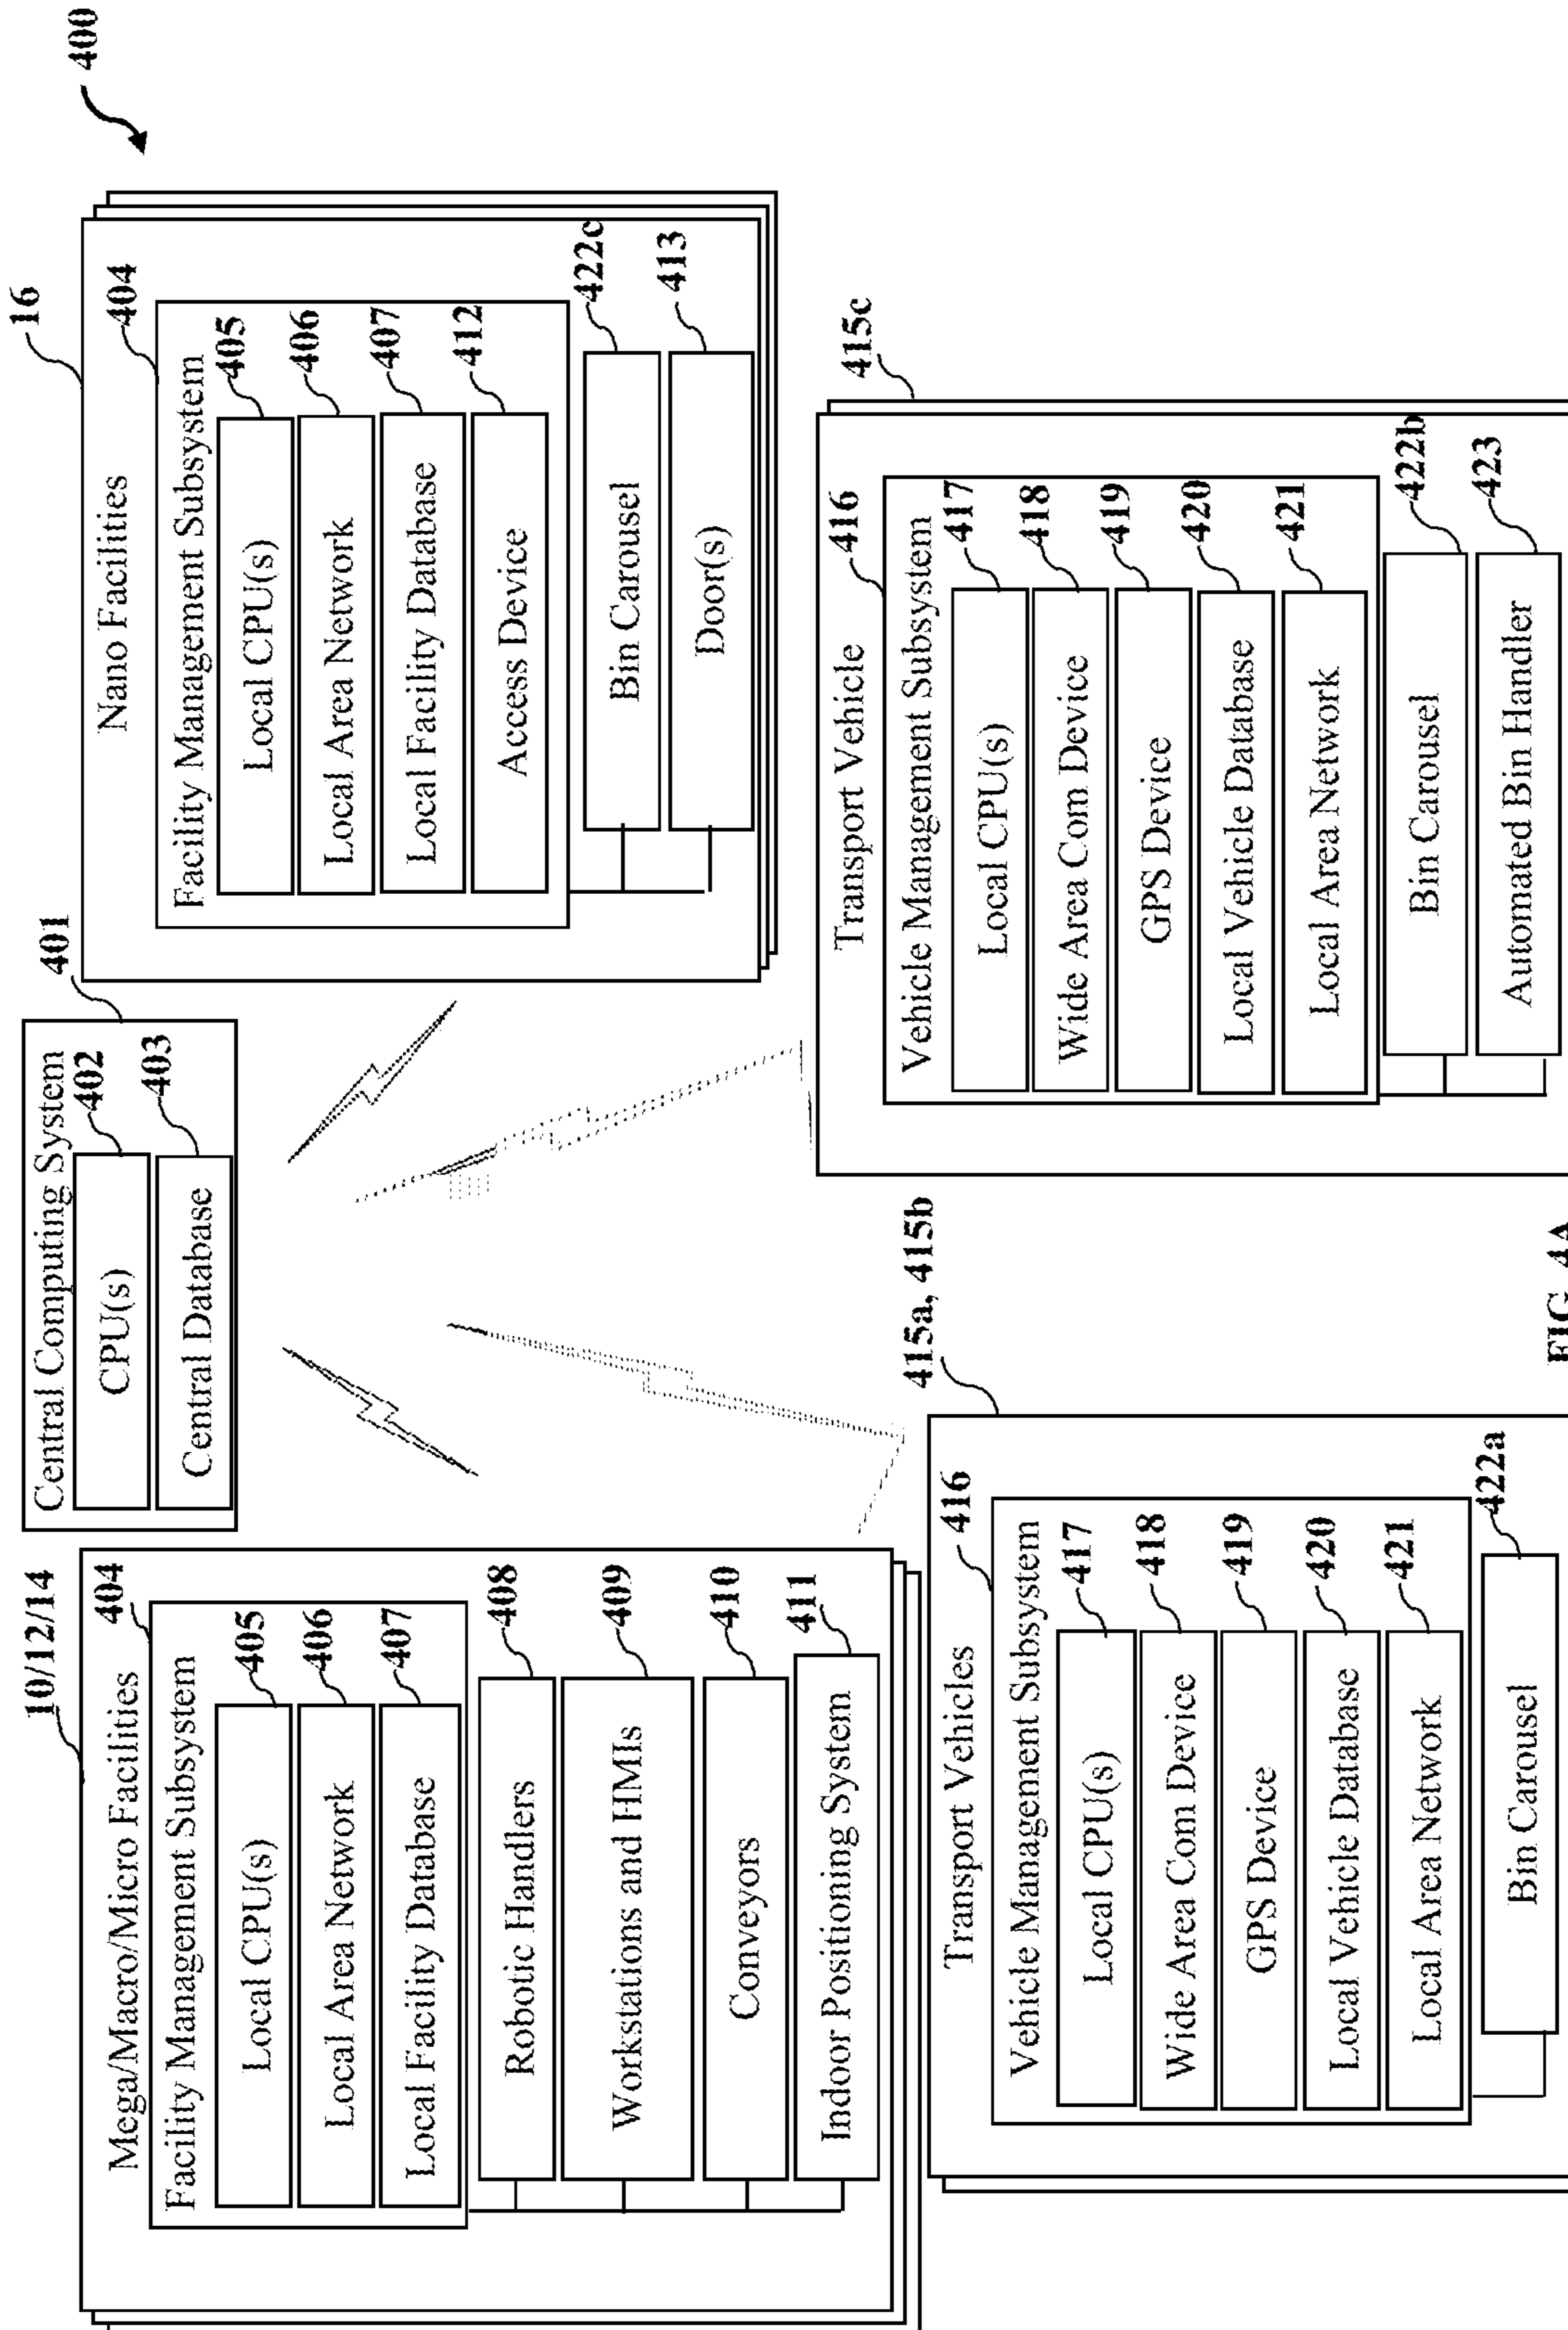 400
Central Computing System
401
CPU(s)
402
Central Database
403
10/12/14
Mega/Macro/Micro Facilities
404
Facility Management Subsystem
Local CPU(s)
405
Local Area Network
406
Local Facility Database
407
Robotic Handlers
408
Workstations and HMIs
409
Conveyors
410
Indoor Positioning System
411
16
Nano Facilities
404
Facility Management Subsystem
Local CPU(s)
405
Local Area Network
406
Local Facility Database
407
Access Device
412
Bin Carousel
422c
Door(s)
413
415a, 415b
Transport Vehicles
416
Vehicle Management Subsystem
Local CPU(s)
417
Wide Area Com Device
418
GPS Device
419
Local Vehicle Database
420
Local Area Network
421
Bin Carousel
422a
415c
Transport Vehicle
416
Vehicle Management Subsystem
Local CPU(s)
417
Wide Area Com Device
418
GPS Device
419
Local Vehicle Database
420
Local Area Network
421
Bin Carousel
422b
Automated Bin Handler
423
FIG. 4A